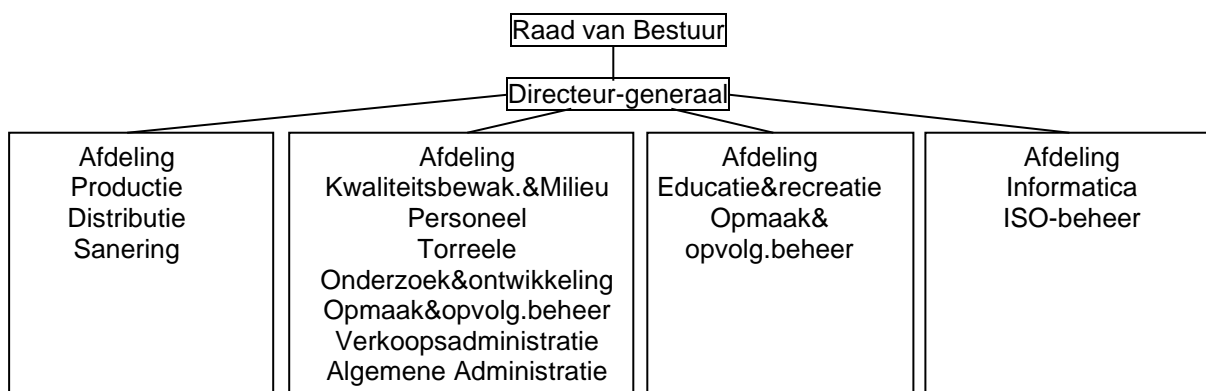 Raad van Bestuur
Directeur-generaal
Afdeling
Productie
Distributie
Sanering
Afdeling
Kwaliteitsbewak.&Milieu
Personeel
Torreele
Onderzoek&ontwikkeling
Opmaak&opvolg.beheer
Verkoopsadministratie
Algemene Administratie
Afdeling
Educatie&recreatie
Opmaak&
opvolg.beheer
Afdeling
Informatica
ISO-beheer